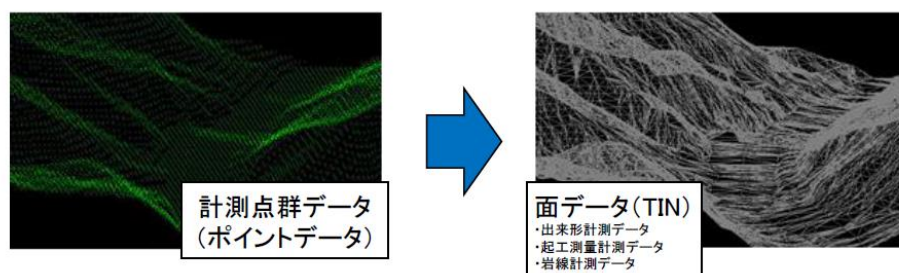 計測点群データ
(ポイントデータ)
面データ(TIN)
・出来形計測データ
・起工測量計測データ
・岩線計測データ